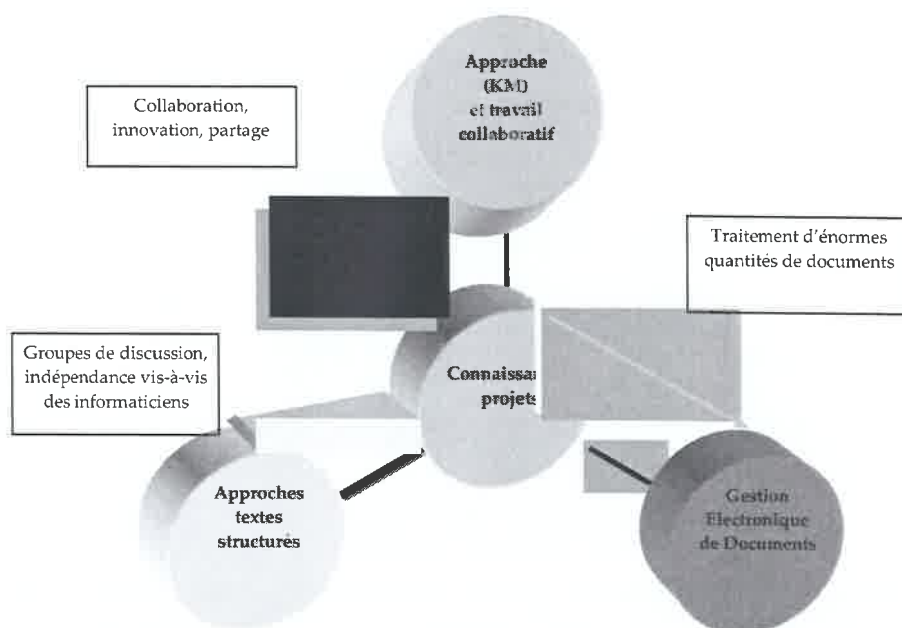 Approche
(KM)
et travail
collaboratif
Collaboration,
innovation, partage
Traitement d'énormes
quantités de documents
Groupes de discussion,
indépendance vis-à-vis
des informaticiens
projets
Approches
textes
structurés
Gestion
Electronique
de Documents